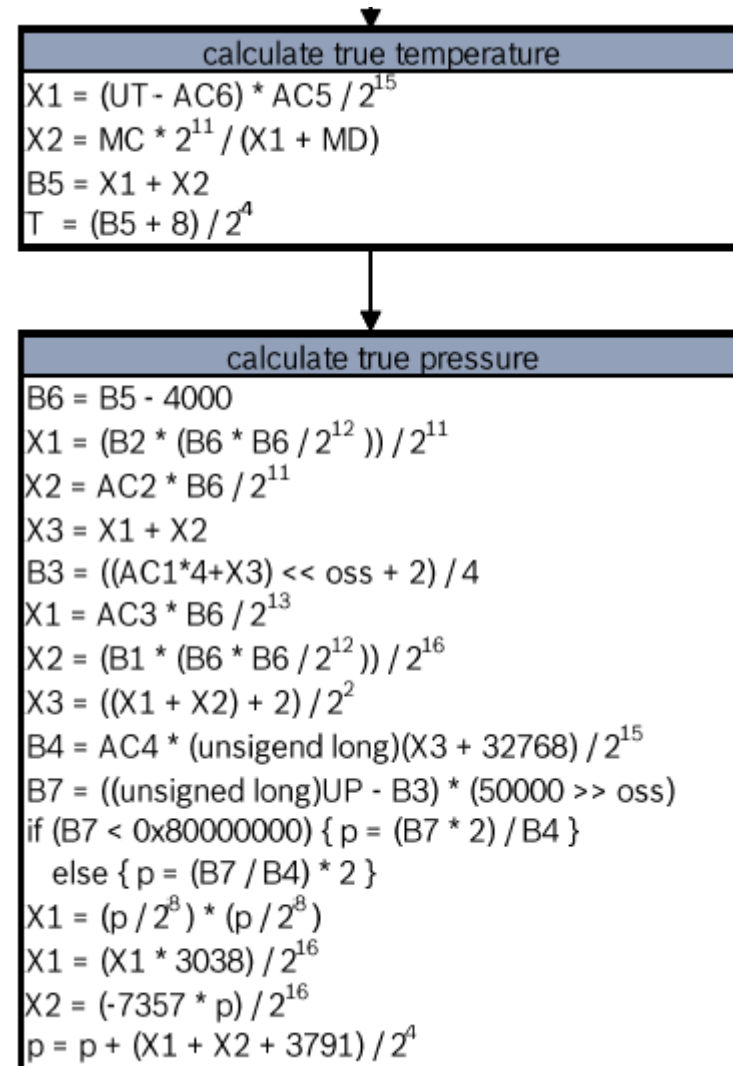 calculate true temperature
X1 = (UT - AC6) * AC5 / 2^15
X2 = MC * 2^11 / (X1 + MD)
B5 = X1 + X2
T = (B5 + 8) / 2^4
calculate true pressure
B6 = B5 - 4000
X1 = (B2 * (B6 * B6 / 2^12 )) / 2^11
X2 = AC2 * B6 / 2^11
X3 = X1 + X2
B3 = ((AC1*4+X3) << oss + 2) / 4
X1 = AC3 * B6 / 2^13
X2 = (B1 * (B6 * B6 / 2^12 )) / 2^16
X3 = ((X1 + X2) + 2) / 2^2
B4 = AC4 * (unsigend long)(X3 + 32768) / 2^15
B7 = ((unsigned long)UP - B3) * (50000 >> oss)
if (B7 < 0x80000000) { p = (B7 * 2) / B4 }
else { p = (B7 / B4) * 2 }
X1 = (p / 2^8 ) * (p / 2^8 )
X1 = (X1 * 3038) / 2^16
X2 = (-7357 * p) / 2^16
p = p + (X1 + X2 + 3791) / 2^4